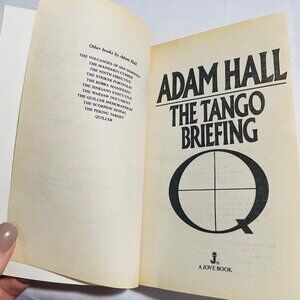 Other books by Adam Hall
THE VOLCANOES OF SAN DOMINGO
THE MANDARIN CYPHER
THE NINTH DIRECTIVE
THE STRIKER PORTFOLIO
THE KOBRA MANIFESTO
THE SINKIANG EXECUTIVE
THE WARSAW DOCUMENT
THE QUILLER MEMORANDUM
THE SCORPION SIGNAL
THE PEKING TARGET
QUILLER
ADAM HALL
THE TANGO
BRIEFING
Q
J
A JOVE BOOK